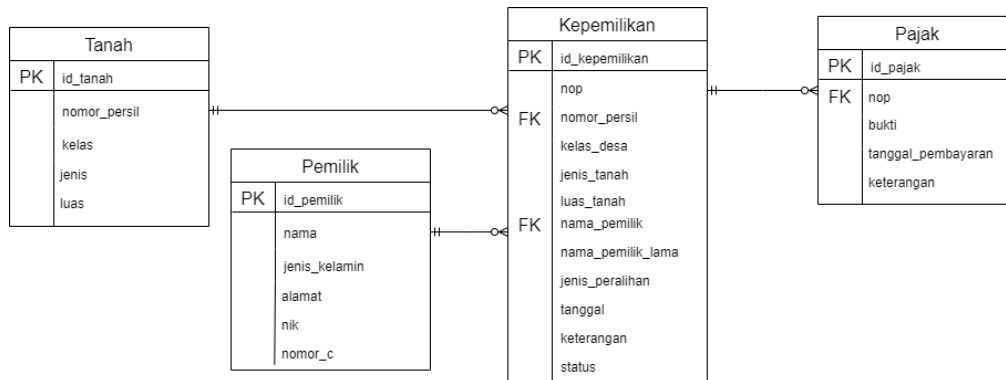 Tanah
PK id_tanah
nomor_persil
kelas
jenis
luas
Pemilik
PK id_pemilik
nama
jenis_kelamin
alamat
nik
nomor_c
Kepemilikan
PK id_kepemilikan
nop
FK nomor_persil
kelas_desa
jenis_tanah
luas_tanah
FK nama_pemilik
nama_pemilik_lama
jenis_peralihan
tanggal
keterangan
status
Pajak
PK id_pajak
FK nop
bukti
tanggal_pembayaran
keterangan